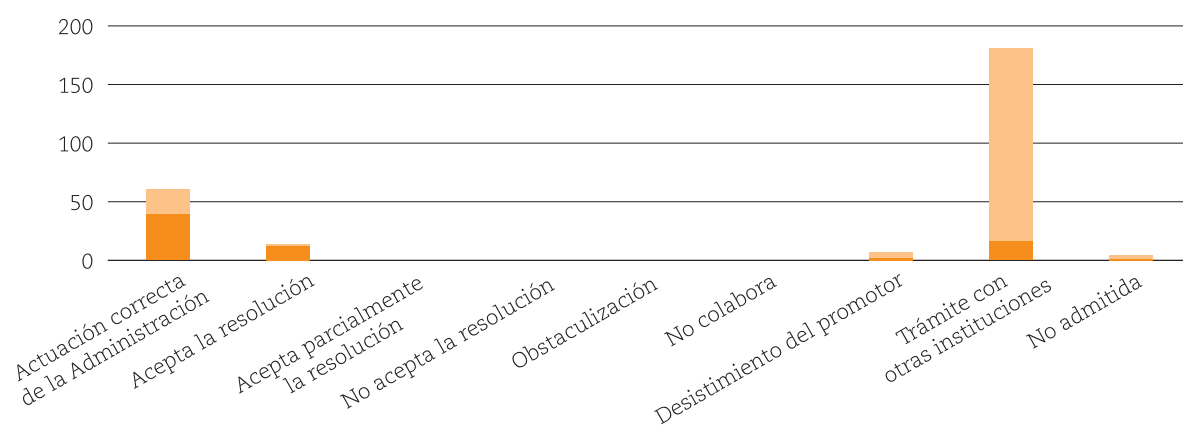 200
150
100
50
0
Actuación correcta
de la Administración
Acepta la resolución
Acepta parcialmente
la resolución
No acepta la resolución
Obstaculización
No colabora
Desistimiento del promotor
Trámite con
otras instituciones
No admitida